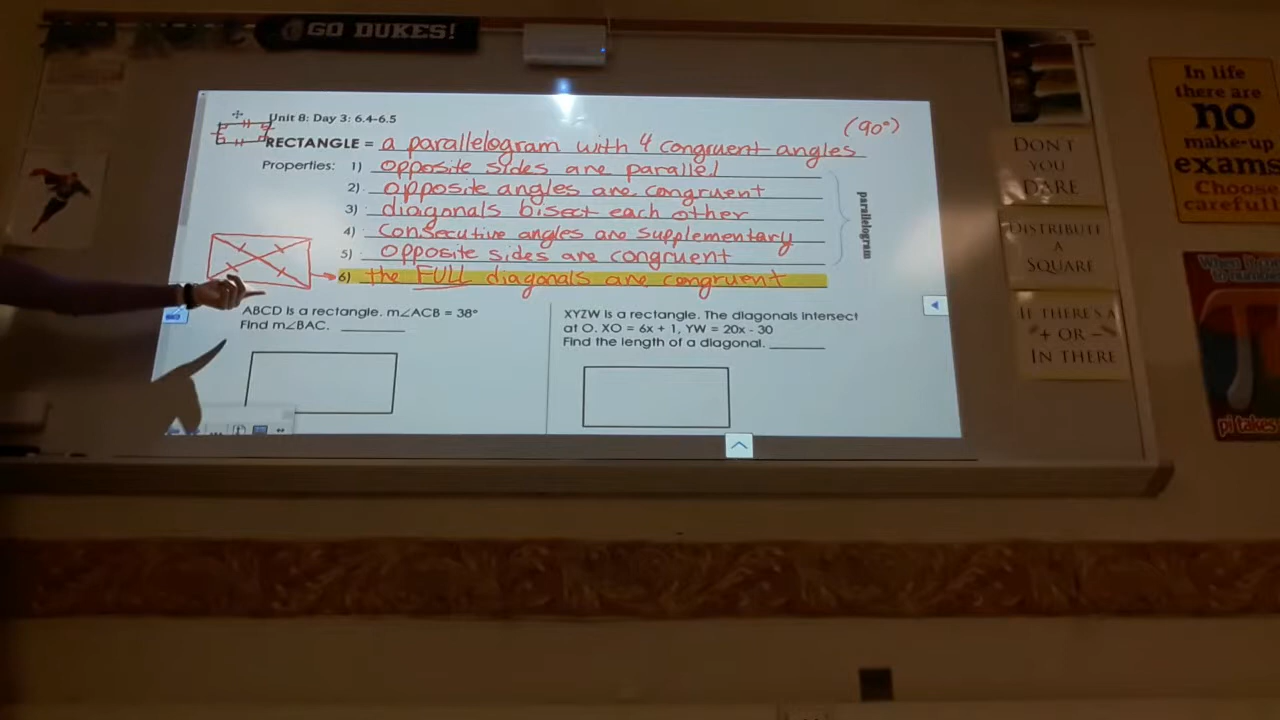 GO DUKES!
Unit 8: Day 3: 6.4-6.5
(90°)
RECTANGLE = a parallelogram with 4 congruent angles
Properties: 1) opposite sides are parallel
2) opposite angles are congruent
3) diagonals bisect each other
4) consecutive angles are supplementary
5) opposite sides are congruent
6) the FULL diagonals are congruent
parallelogram
ABCD is a rectangle. m∠ACB = 38°
Find m∠BAC.
XYZW is a rectangle. The diagonals intersect
at O. XO = 6x + 1, YW = 20x - 30
Find the length of a diagonal.
DON'T
YOU
DARE
DISTRIBUTE
A
SQUARE
IF THERE'S A
+ OR -
IN THERE
In life
there are
no
make-up
exams
Choose
carefully
pi takes